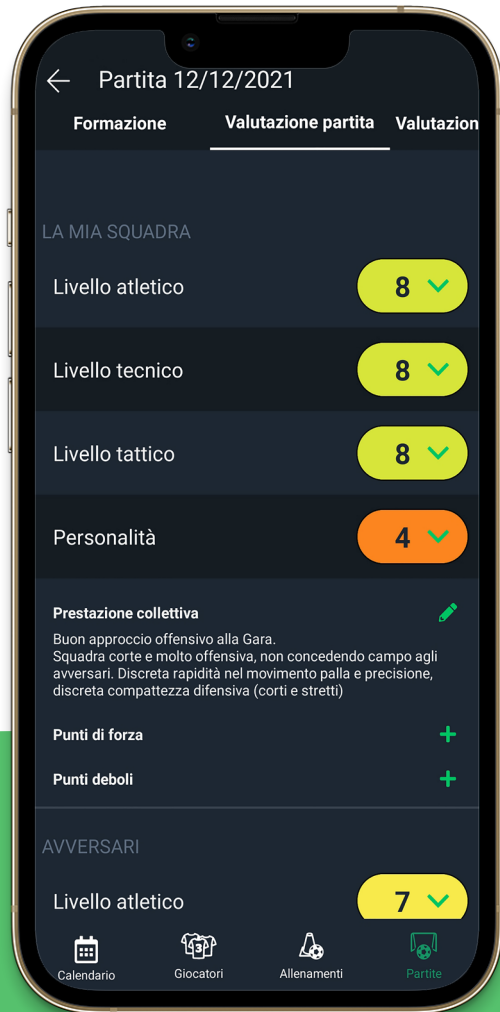 Partita 12/12/2021
Formazione Valutazione partita Valutazion
LA MIA SQUADRA
Livello atletico 8
Livello tecnico 8
Livello tattico 8
Personalità 4
Prestazione collettiva
Buon approccio offensivo alla Gara.
Squadra corte e molto offensiva, non concedendo campo agli
avversari. Discreta rapidità nel movimento palla e precisione,
discreta compattezza difensiva (corti e stretti)
Punti di forza
Punti deboli
AVVERSARI
Livello atletico 7
3
Calendario Giocatori Allenamenti Partite